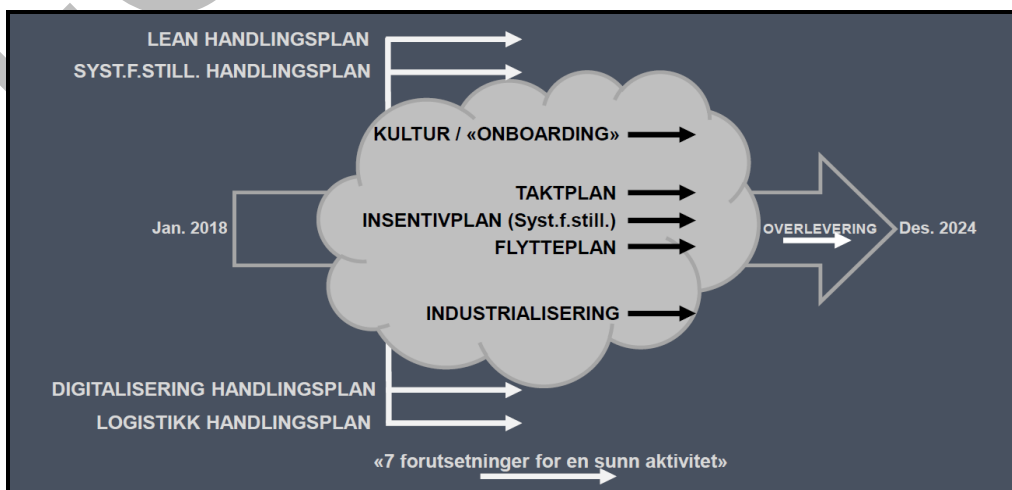 LEAN HANDLINGSPLAN
SYST.F.STILL. HANDLINGSPLAN
KULTUR / «ONBOARDING»
TAKTPLAN
INSENTIVPLAN (Syst.f.still.)
FLYTTEPLAN
Jan. 2018
OVERLEVERING
Des. 2024
INDUSTRIALISERING
DIGITALISERING HANDLINGSPLAN
LOGISTIKK HANDLINGSPLAN
«7 forutsetninger for en sunn aktivitet»